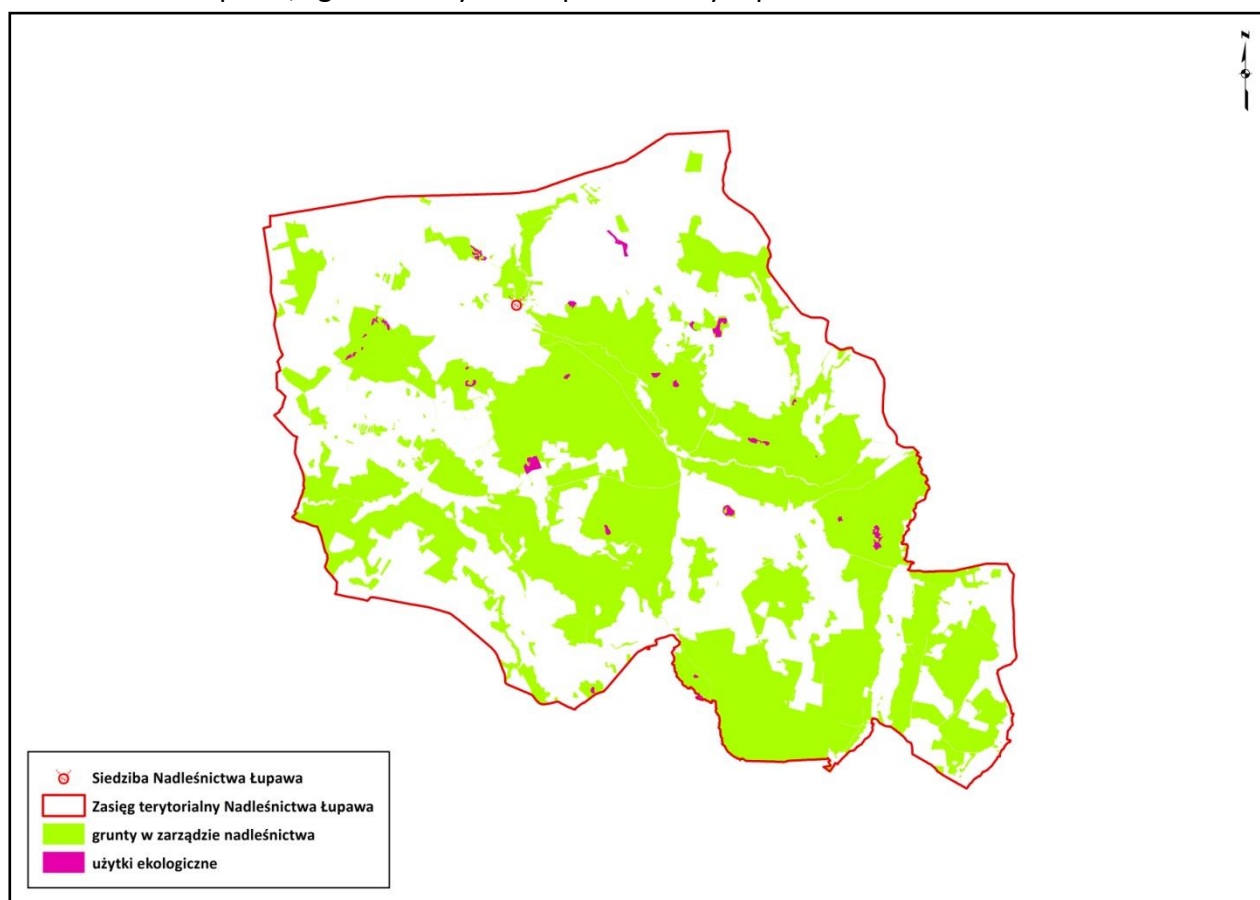 N
Siedziba Nadleśnictwa Łupawa
Zasięg terytorialny Nadleśnictwa Łupawa
grunty w zarządzie nadleśnictwa
użytki ekologiczne